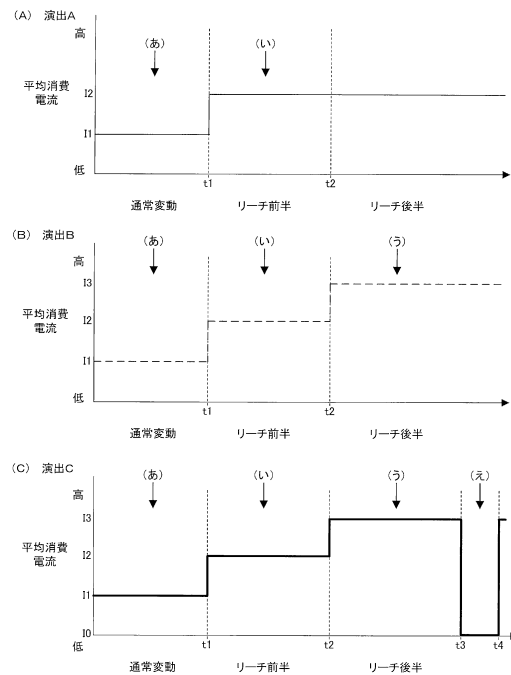 (A) 演出A
高
(あ)
(い)
平均消費
電流
I2
I1
低
t1
t2
通常変動
リーチ前半
リーチ後半
(B) 演出B
高
(あ)
(い)
(う)
I3
平均消費
電流
I2
I1
低
t1
t2
通常変動
リーチ前半
リーチ後半
(C) 演出C
高
(あ)
(い)
(う)
(え)
I3
平均消費
電流
I2
I1
I0
低
t1
t2
t3
t4
通常変動
リーチ前半
リーチ後半